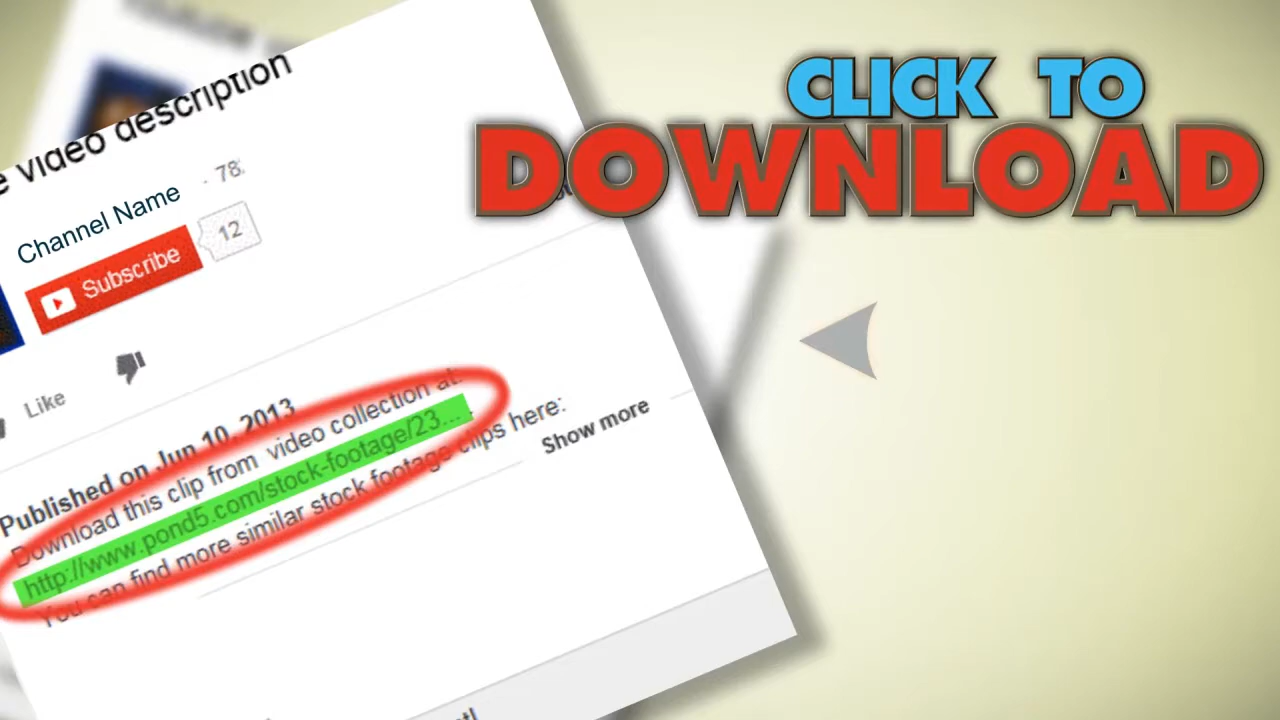 CLICK TO
DOWNLOAD
video description
Channel Name
78
Subscribe
12
Like
Published on Jun 10, 2013
Download this clip from video collection at:
http://www.pond5.com/stock-footage/23...
You can find more similar stock footage clips here:
Show more